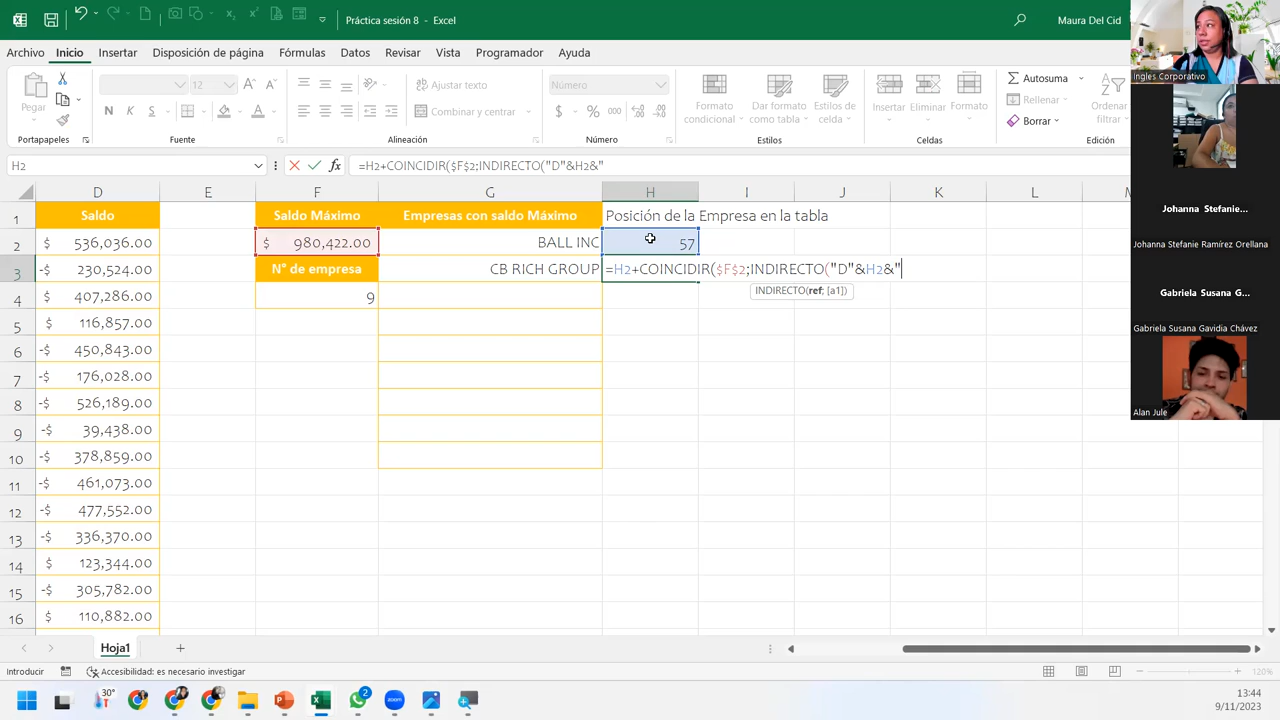 Práctica sesión 8 - Excel
Maura Del Cid
Archivo Inicio Insertar Disposición de página Fórmulas Datos Revisar Vista Programador Ayuda
Pegar
12
N K S
Ajustar texto
Combinar y centrar
Número
$ % 000
Formato condicional
Dar formato como tabla
Estilos de celda
Insertar
Eliminar
Formato
Autosuma
Rellenar
Borrar
Ordenar
filtrar
Portapapeles Fuente Alineación Número Estilos Celdas Edición
H2 fx =H2+COINCIDIR($F$2;INDIRECTO("D"&H2&"
D E F G H I J K L M
1 Saldo Saldo Máximo Empresas con saldo Máximo Posición de la Empresa en la tabla
2 $ 536,036.00 $ 980,422.00 BALL INC 57
3 -$ 230,524.00 N° de empresa CB RICH GROUP =H2+COINCIDIR($F$2;INDIRECTO("D"&H2&"
INDIRECTO(ref; [a1])
4 $ 407,286.00 9
5 $ 116,857.00
6 -$ 450,843.00
7 -$ 176,028.00
8 $ 526,189.00
9 -$ 39,438.00
10 -$ 378,859.00
11 -$ 461,073.00
12 -$ 477,552.00
13 -$ 336,370.00
14 $ 123,344.00
15 -$ 305,782.00
16 $ 110,882.00
Hoja1
Introducir Accesibilidad: es necesario investigar 120%
30°
2
zoom
13:44
9/11/2023
Ingles Corporativo
Johanna Stefanie...
Johanna Stefanie Ramírez Orellana
Gabriela Susana G...
Gabriela Susana Gavidia Chávez
Alan Jule